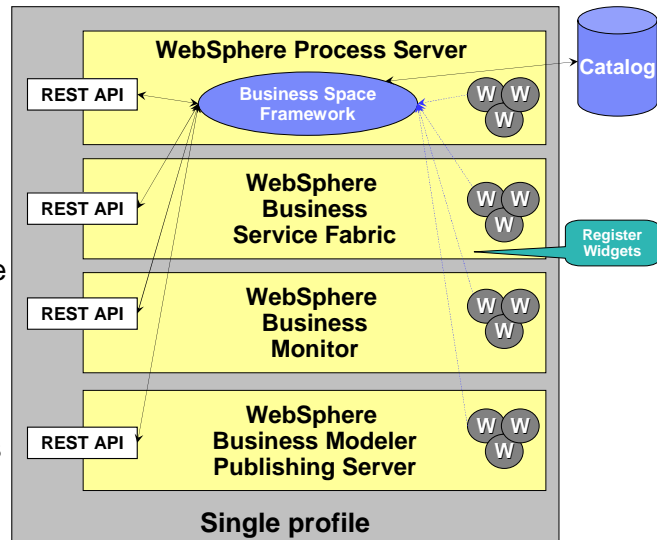 WebSphere Process Server
Catalog
REST API
Business Space
Framework
W W
W
REST API
WebSphere
Business
Service Fabric
W W
W
Register
Widgets
e
REST API
WebSphere
Business
Monitor
W W
W
REST API
WebSphere
Business Modeler
Publishing Server
W W
W
,
Single profile